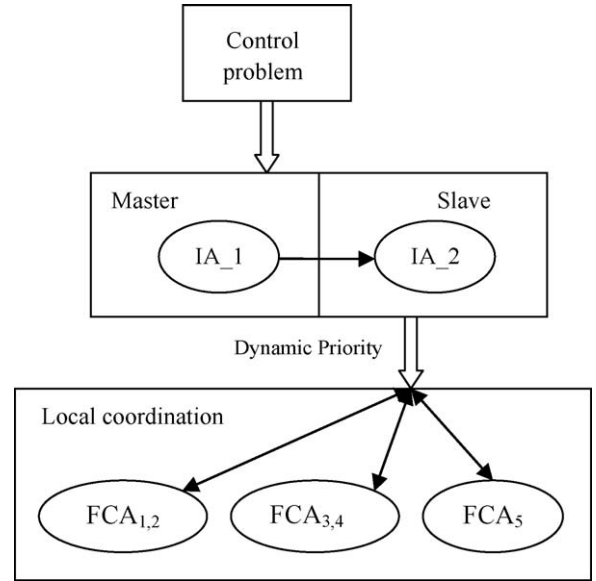 Control
problem
Master Slave
IA_1 IA_2
Dynamic Priority
Local coordination
FCA1,2 FCA3,4 FCA5